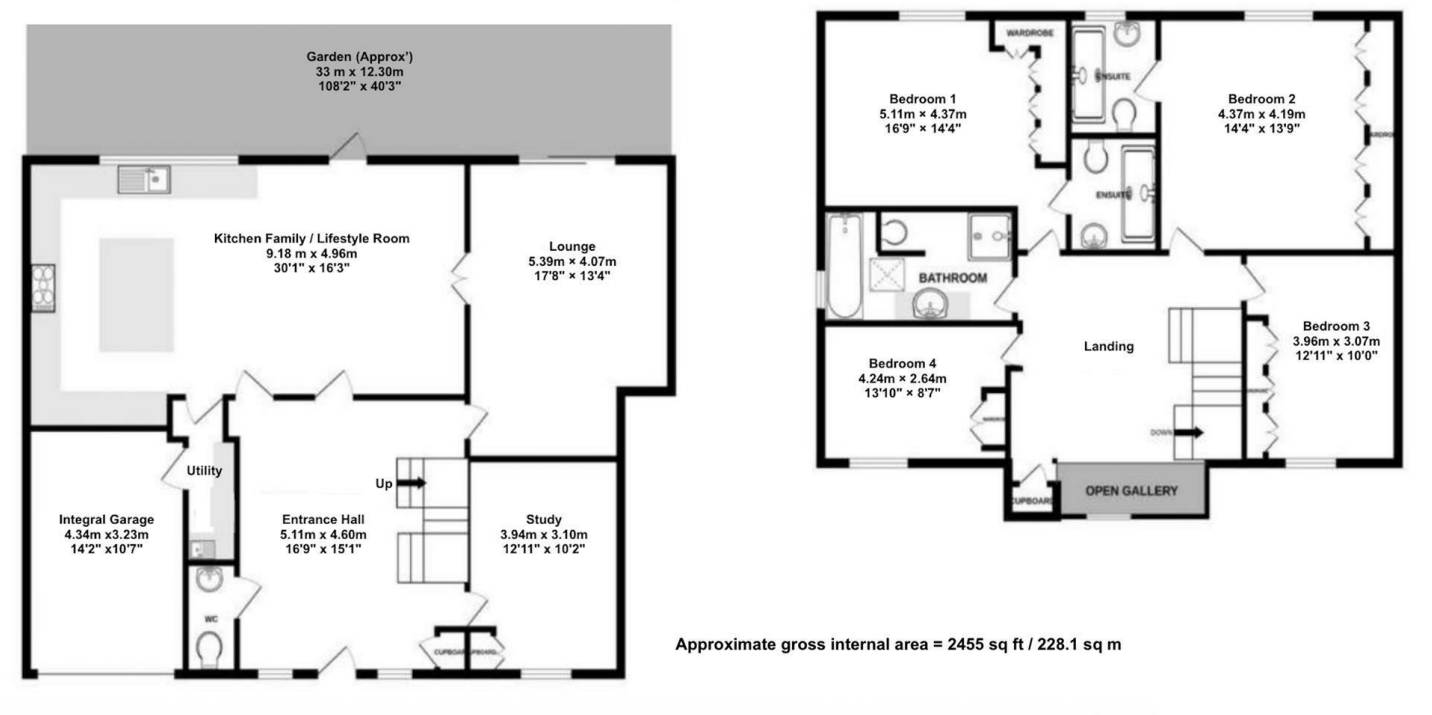 Garden (Approx')
33 m x 12.30m
108'2" x 40'3"
Kitchen Family / Lifestyle Room
9.18 m x 4.96m
30'1" x 16'3"
Lounge
5.39m × 4.07m
17'8" × 13'4"
Utility
Up
Integral Garage
4.34m x3.23m
14'2" x10'7"
Entrance Hall
5.11m x 4.60m
16'9" x 15'1"
Study
3.94m x 3.10m
12'11" x 10'2"
WC
CUPBOAR
WARDROBE
Bedroom 1
5.11m × 4.37m
16'9" × 14'4"
ENSUITE
Bedroom 2
4.37m x 4.19m
14'4" x 13'9"
ENSUITE
BATHROOM
Landing
Bedroom 3
3.96m x 3.07m
12'11" x 10'0"
Bedroom 4
4.24m × 2.64m
13'10" × 8'7"
DOWN
CUPBOARD
OPEN GALLERY
Approximate gross internal area = 2455 sq ft / 228.1 sq m